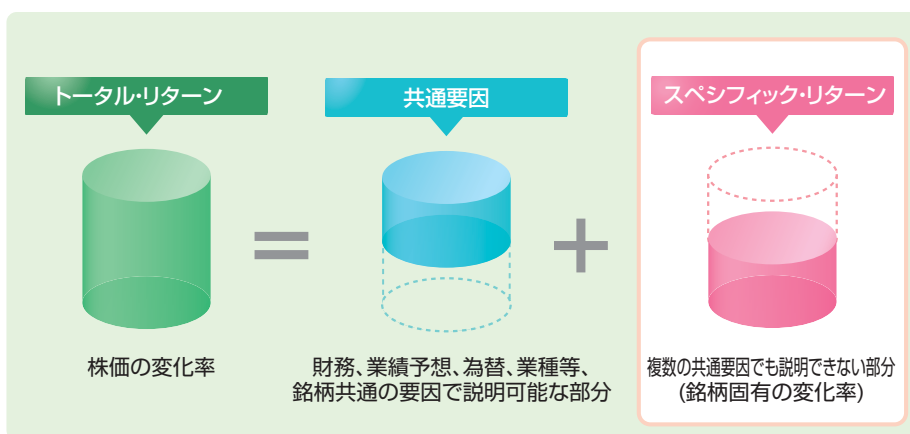 トータル・リターン
共通要因
スペシフィック・リターン
=
+
株価の変化率
財務、業績予想、為替、業種等、
銘柄共通の要因で説明可能な部分
複数の共通要因でも説明できない部分
(銘柄固有の変化率)